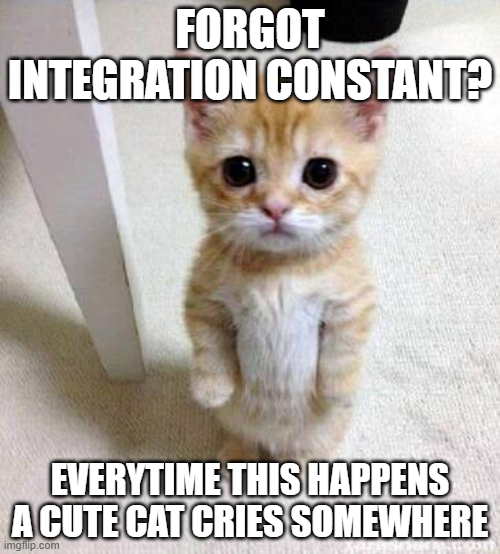 FORGOT
INTEGRATION CONSTANT?
EVERYTIME THIS HAPPENS
A CUTE CAT CRIES SOMEWHERE
imgflip.com